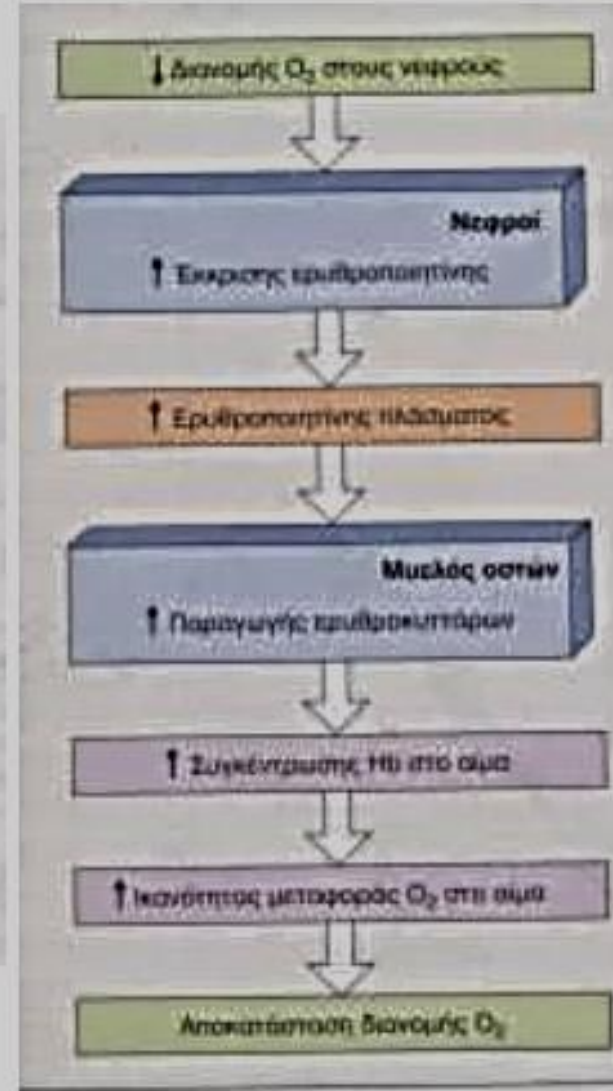 ↓ Διανομής O₂ στους νεφρούς
Νεφροί
↑ Έκκρισης ερυθροποιητίνης
↑ Ερυθροποιητίνης πλάσματος
Μυελός οστών
↑ Παραγωγής ερυθροκυττάρων
↑ Συγκέντρωσης Hb στο αίμα
↑ Ικανότητας μεταφοράς O₂ στο αίμα
Αποκατάσταση διανομής O₂